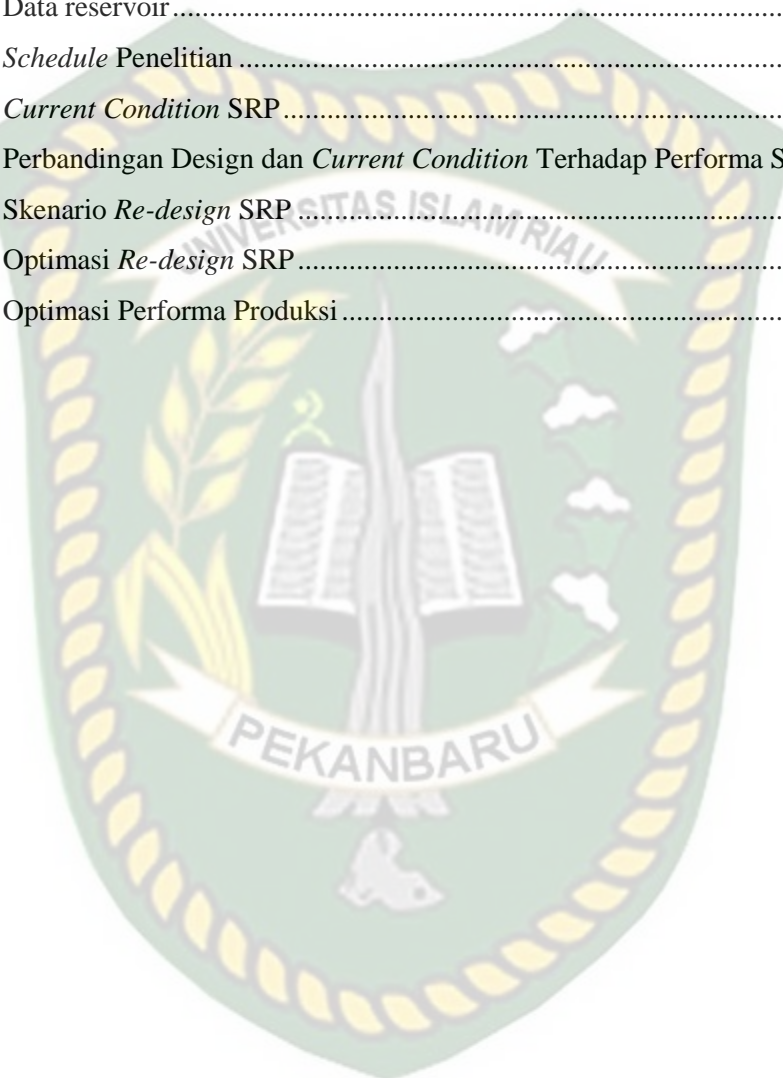 Data reservoir................................................................................
Schedule Penelitian ........................................................................
Current Condition SRP..................................................................
Perbandingan Design dan Current Condition Terhadap Performa S
Skenario Re-design SRP ................................................................
Optimasi Re-design SRP................................................................
Optimasi Performa Produksi..........................................................
UNIVERSITAS ISLAM RIAU
PEKANBARU